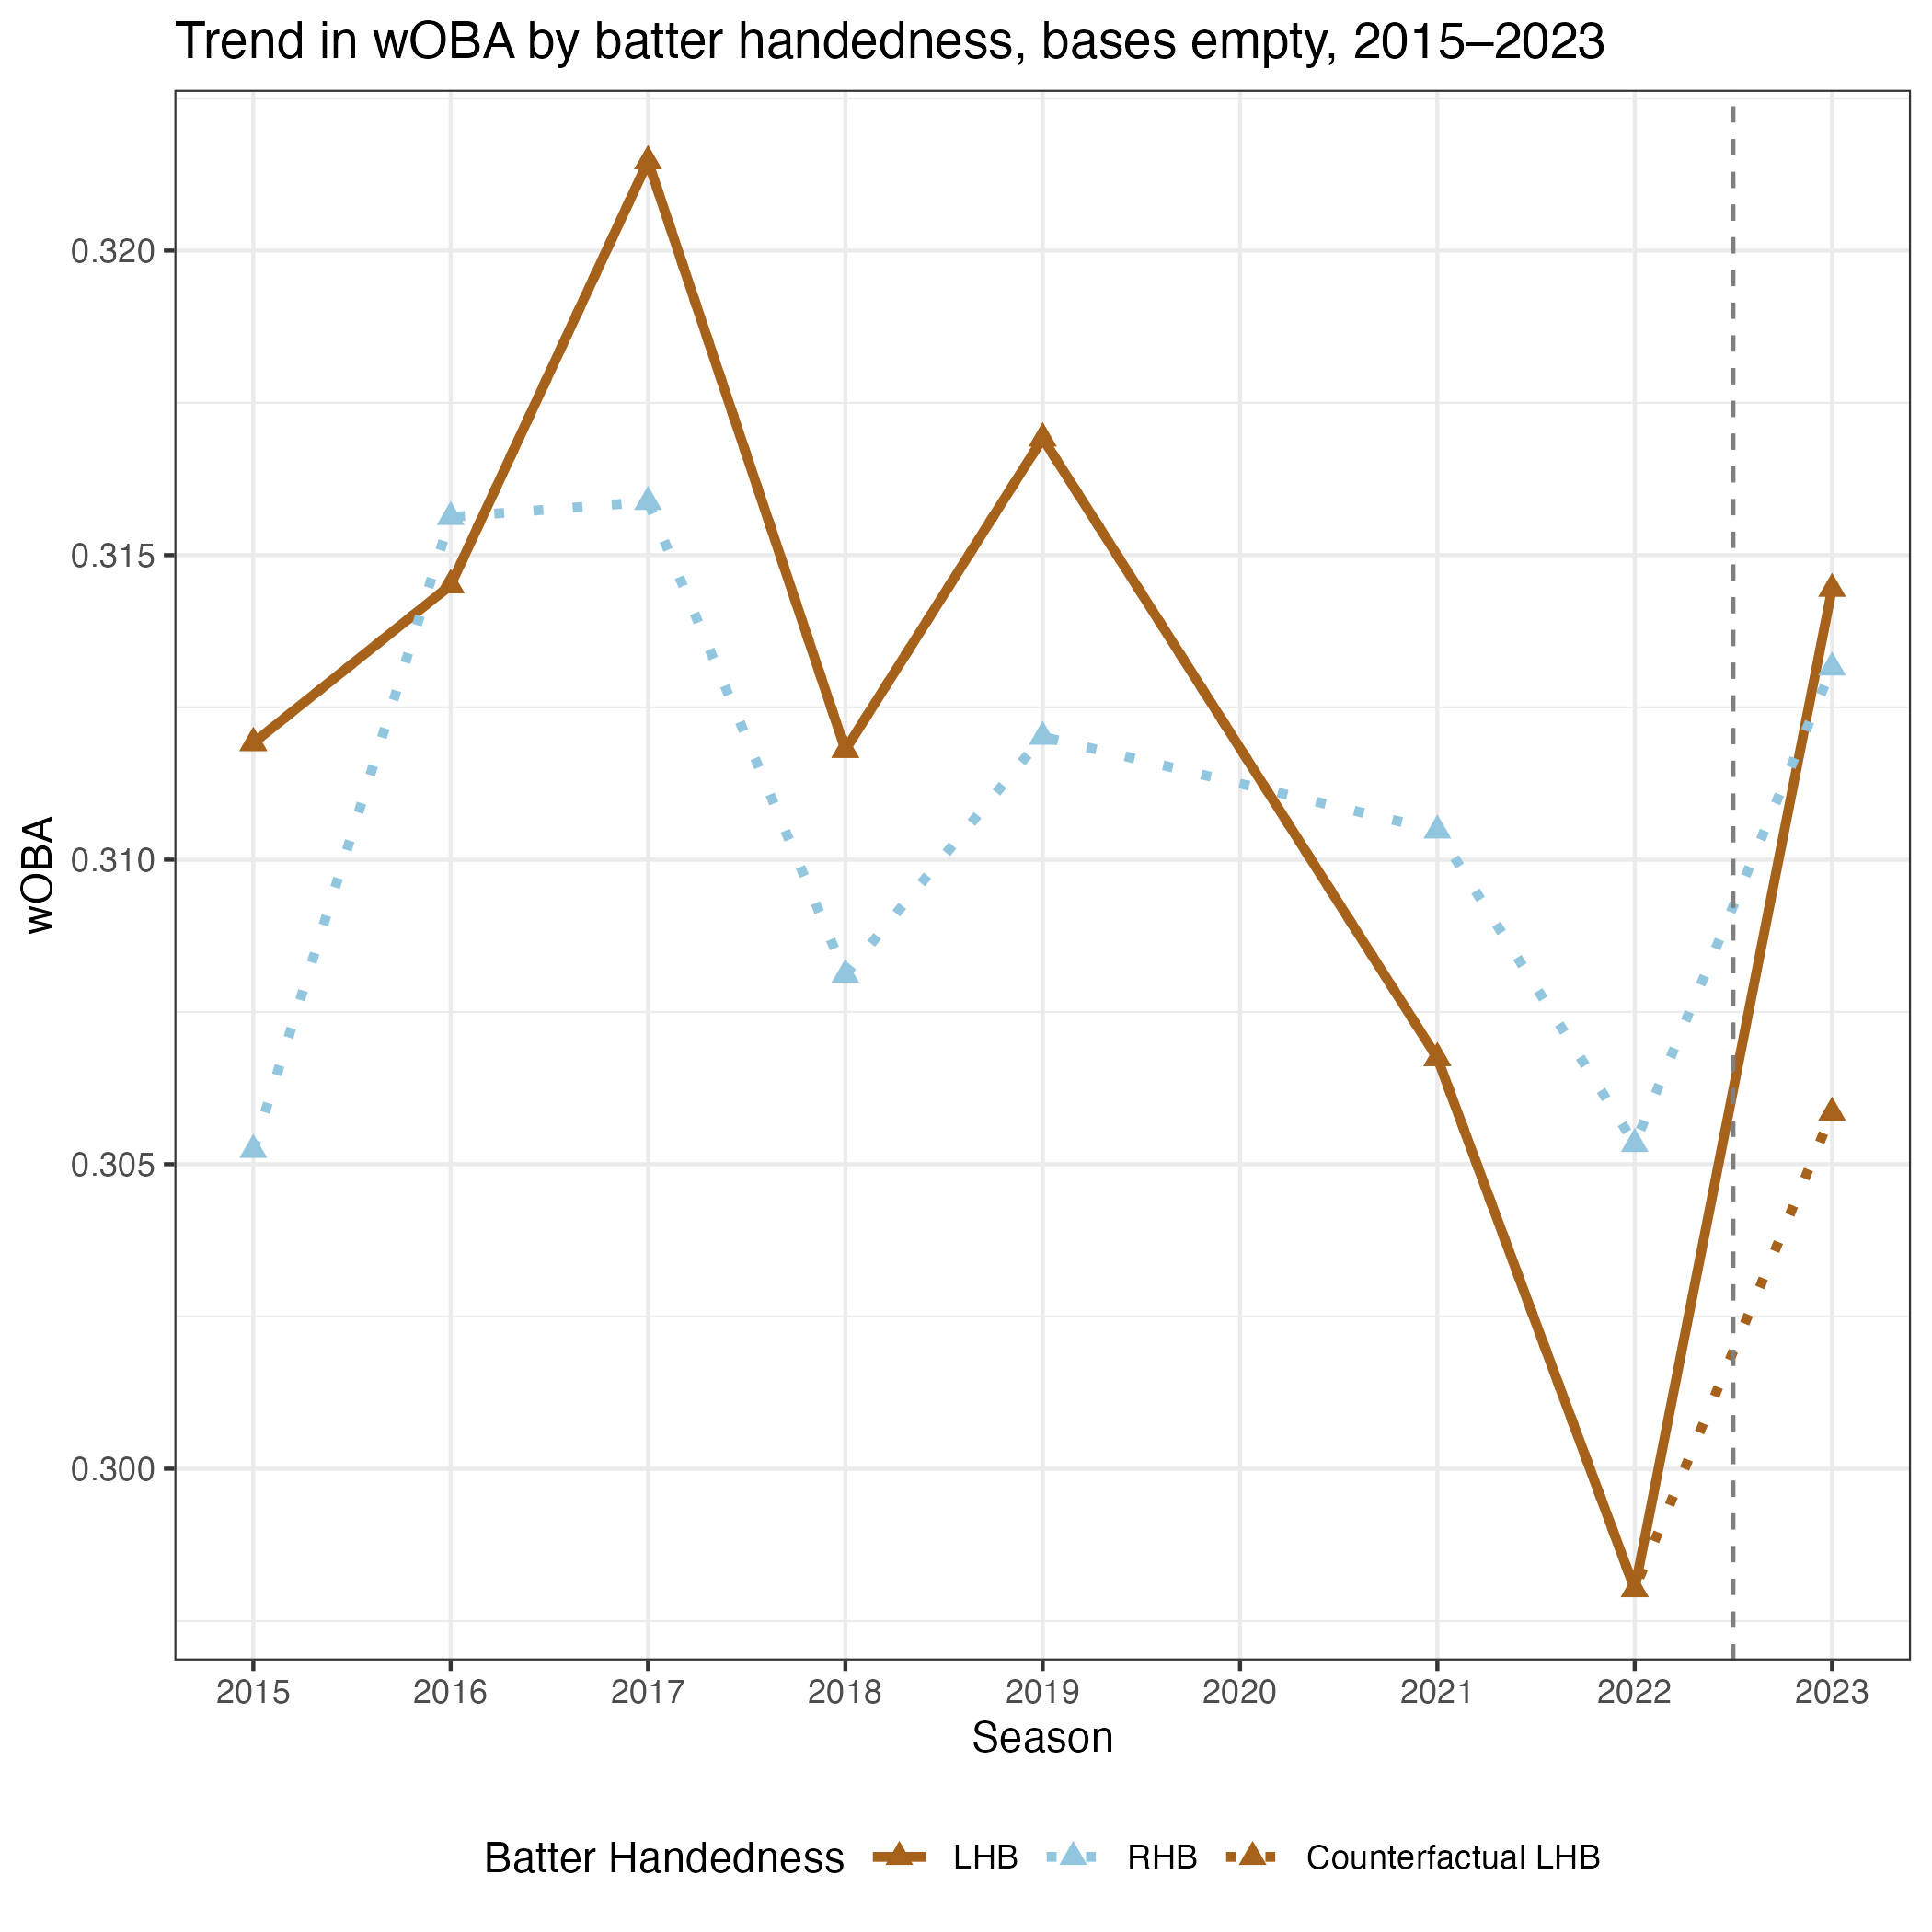 Trend in wOBA by batter handedness, bases empty, 2015–2023
wOBA
0.320
0.315
0.310
0.305
0.300
2015 2016 2017 2018 2019 2020 2021 2022 2023
Season
Batter Handedness LHB RHB Counterfactual LHB